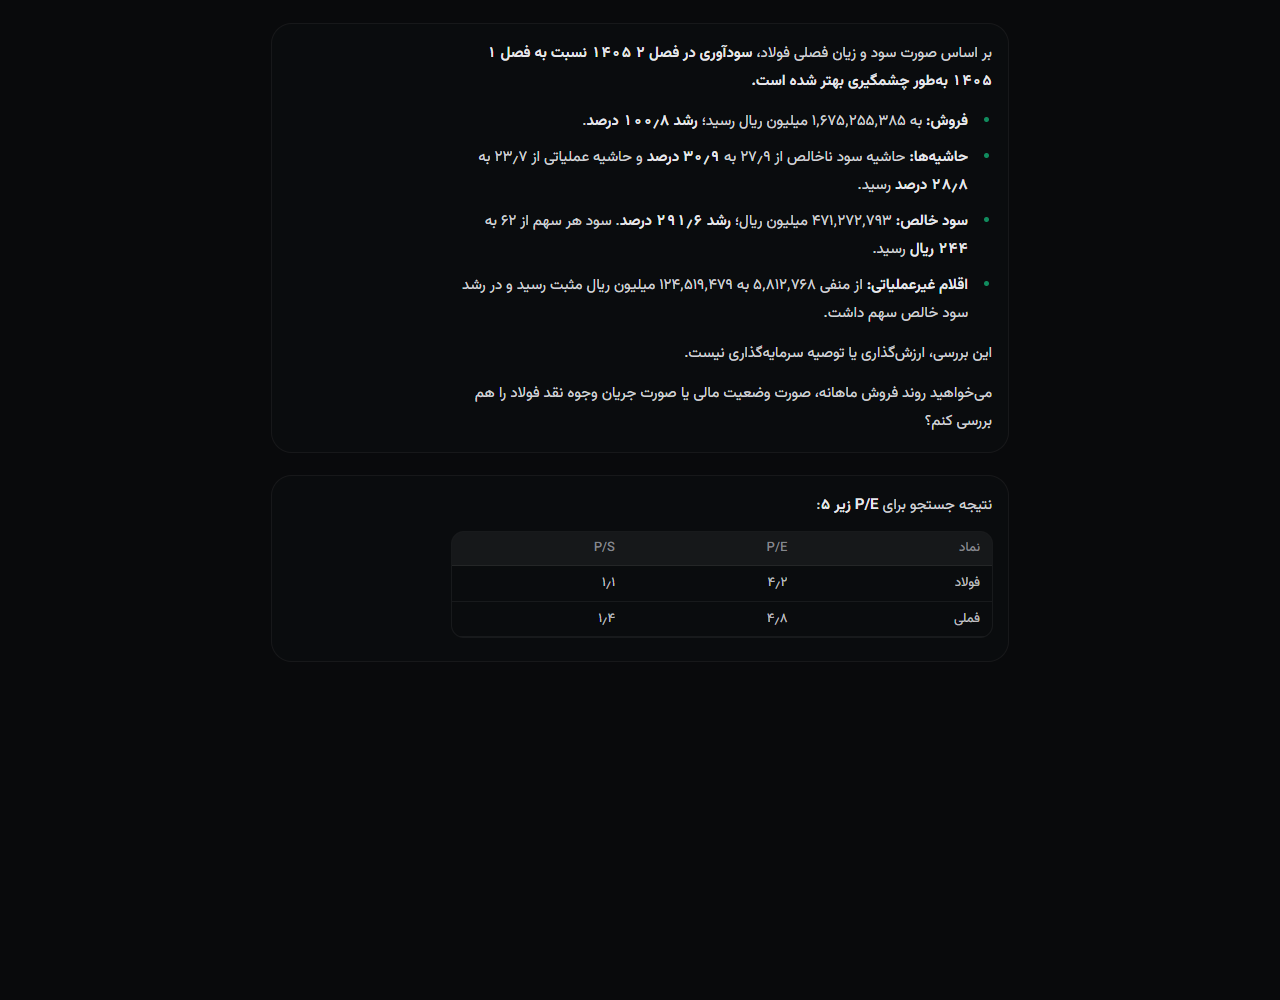 بر اساس صورت سود و زیان فصلی فولاد، سودآوری در فصل ۲ ۱۴۰۵ نسبت به فصل ۱
۱۴۰۵ به‌طور چشمگیری بهتر شده است.
• فروش: به ۱,۶۷۵,۲۵۵,۳۸۵ میلیون ریال رسید؛ رشد ۱۰۰٫۸ درصد.
• حاشیه‌ها: حاشیه سود ناخالص از ۲۷٫۹ به ۳۰٫۹ درصد و حاشیه عملیاتی از ۲۳٫۷ به
۲۸٫۸ درصد رسید.
• سود خالص: ۴۷۱,۲۷۲,۷۹۳ میلیون ریال؛ رشد ۲۹۱٫۶ درصد. سود هر سهم از ۶۲ به
۲۴۴ ریال رسید.
• اقلام غیرعملیاتی: از منفی ۵,۸۱۲,۷۶۸ به ۱۲۴,۵۱۹,۴۷۹ میلیون ریال مثبت رسید و در رشد
سود خالص سهم داشت.
این بررسی، ارزش‌گذاری یا توصیه سرمایه‌گذاری نیست.
می‌خواهید روند فروش ماهانه، صورت وضعیت مالی یا صورت جریان وجوه نقد فولاد را هم
بررسی کنم؟
نتیجه جستجو برای P/E زیر ۵:
نماد P/E P/S
فولاد ۴٫۲ ۱٫۱
فملی ۴٫۸ ۱٫۴